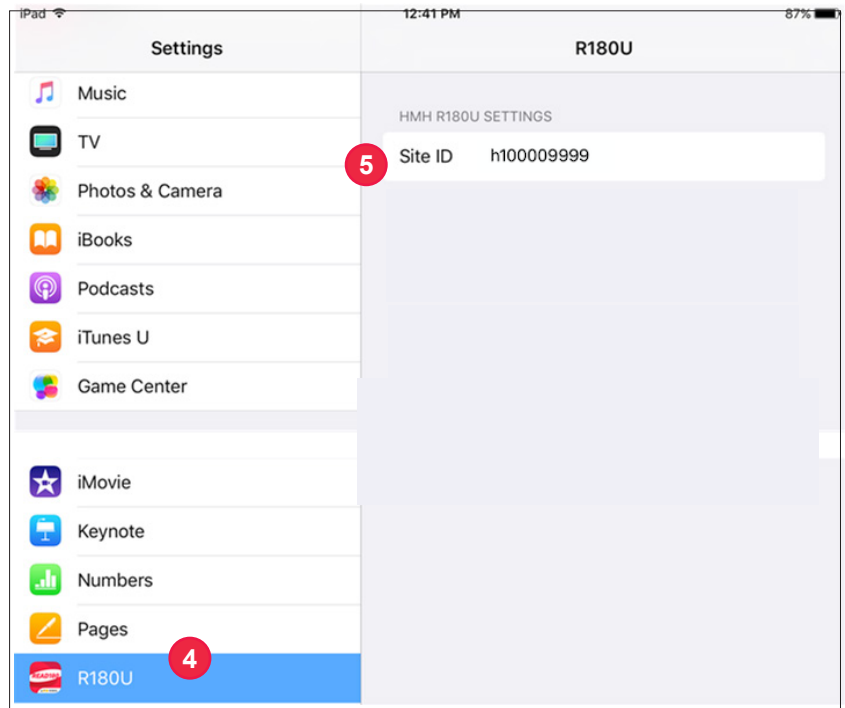 iPad 12:41 PM 87%
Settings
R180U
Music
TV
Photos & Camera
iBooks
Podcasts
iTunes U
Game Center
iMovie
Keynote
Numbers
Pages
R180U
4
HMH R180U SETTINGS
5
Site ID h100009999